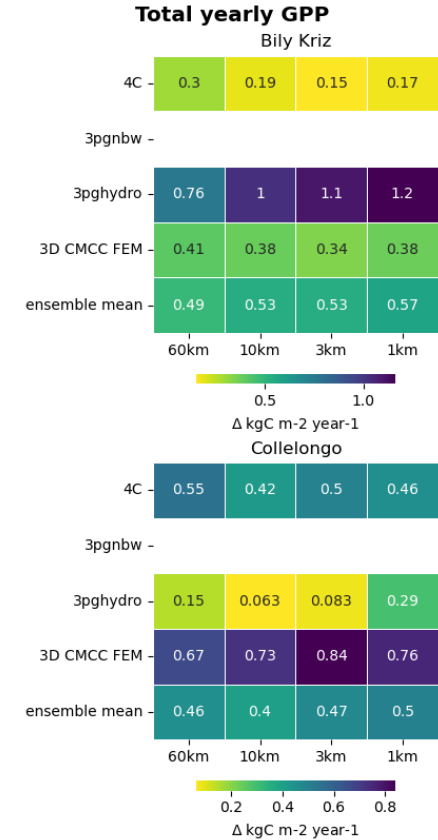 Total yearly GPP
Bily Kriz
4C 0.3 0.19 0.15 0.17
3pgnbw
3pghydro 0.76 1 1.1 1.2
3D CMCC FEM 0.41 0.38 0.34 0.38
ensemble mean 0.49 0.53 0.53 0.57
60km 10km 3km 1km
0.5 1.0
Δ kgC m-2 year-1
Collelongo
4C 0.55 0.42 0.5 0.46
3pgnbw
3pghydro 0.15 0.063 0.083 0.29
3D CMCC FEM 0.67 0.73 0.84 0.76
ensemble mean 0.46 0.4 0.47 0.5
60km 10km 3km 1km
0.2 0.4 0.6 0.8
Δ kgC m-2 year-1